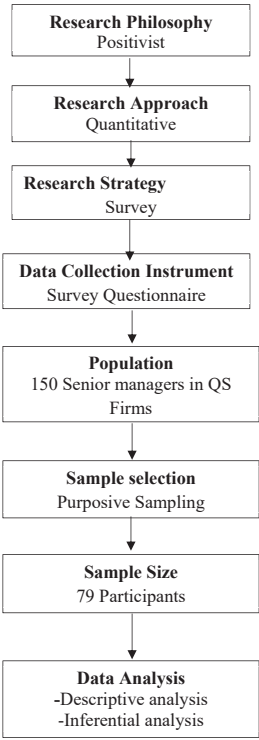 Research Philosophy
Positivist
Research Approach
Quantitative
Research Strategy
Survey
Data Collection Instrument
Survey Questionnaire
Population
150 Senior managers in QS
Firms
Sample selection
Purposive Sampling
Sample Size
79 Participants
Data Analysis
-Descriptive analysis
-Inferential analysis